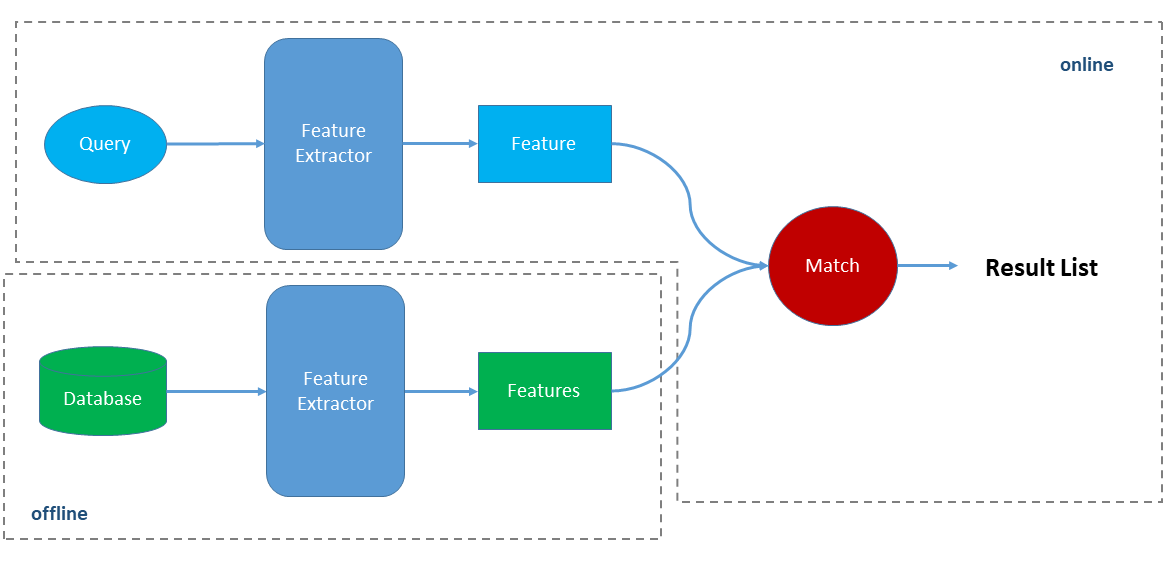 online
Query
Feature
Extractor
Feature
Match
Result List
Database
Feature
Extractor
Features
offline